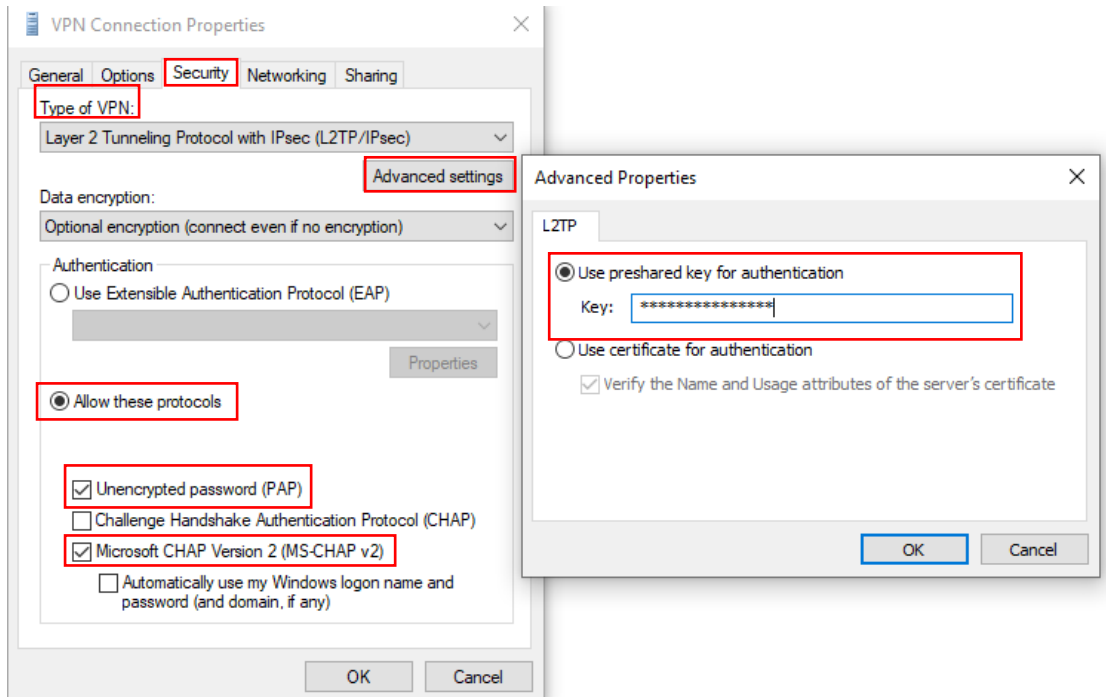 VPN Connection Properties
General Options Security Networking Sharing
Type of VPN:
Layer 2 Tunneling Protocol with IPsec (L2TP/IPsec)
Advanced settings
Data encryption:
Optional encryption (connect even if no encryption)
Authentication
Use Extensible Authentication Protocol (EAP)
Properties
Allow these protocols
Unencrypted password (PAP)
Challenge Handshake Authentication Protocol (CHAP)
Microsoft CHAP Version 2 (MS-CHAP v2)
Automatically use my Windows logon name and
password (and domain, if any)
OK Cancel
Advanced Properties
L2TP
Use preshared key for authentication
Key: ***************
Use certificate for authentication
Verify the Name and Usage attributes of the server's certificate
OK Cancel